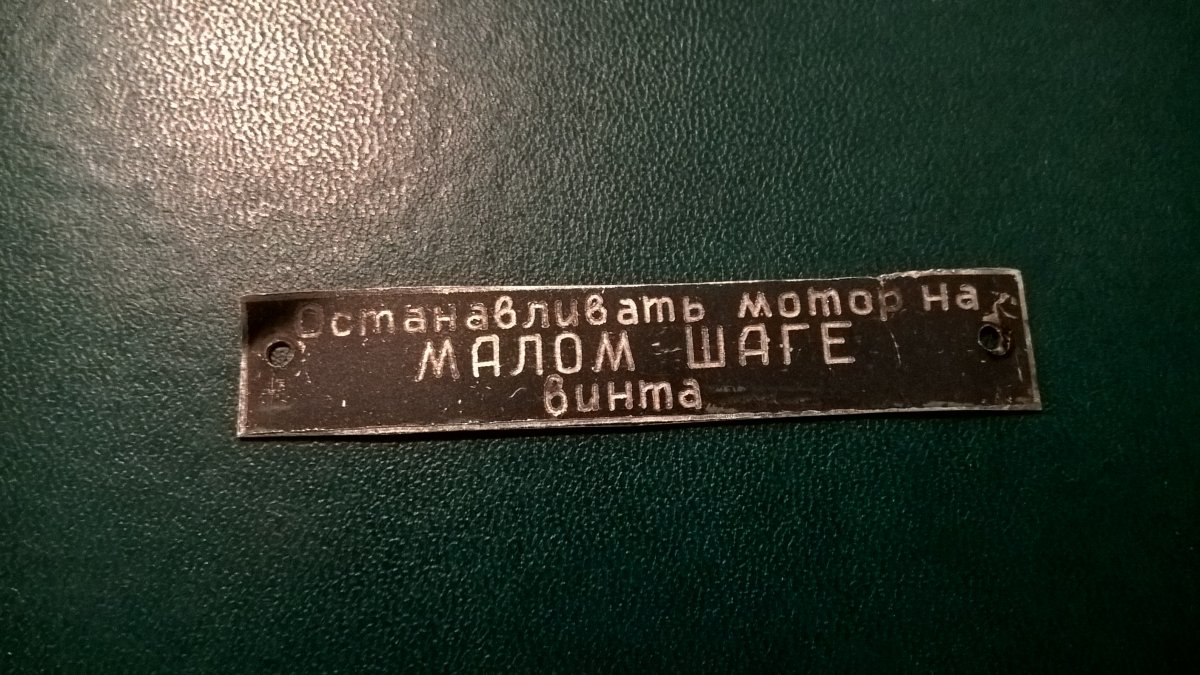 Останавливать мотор на
МАЛОМ ШАГЕ
винта